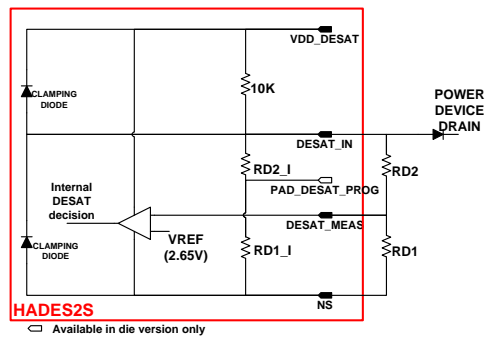 VDD_DESAT
CLAMPING
DIODE
10K
POWER
DEVICE
DRAIN
DESAT_IN
RD2_I
RD2
PAD_DESAT_PROG
Internal
DESAT
decision
DESAT_MEAS
VREF
(2.65V)
RD1_I
RD1
CLAMPING
DIODE
NS
HADES2S
Available in die version only